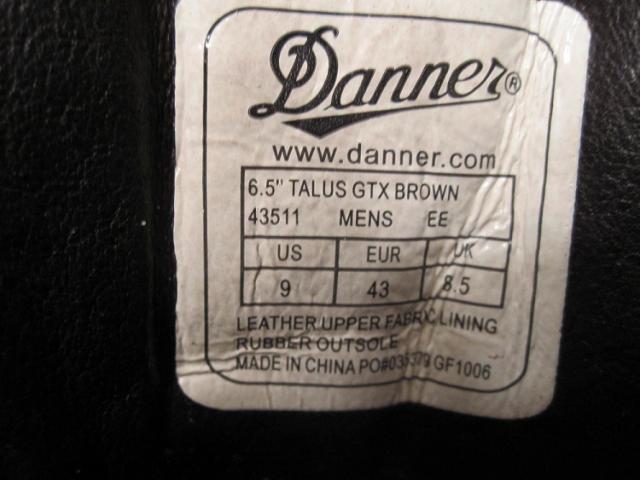 Danner®
www.danner.com
6.5" TALUS GTX BROWN
43511 MENS EE
US EUR UK
9 43 8.5
LEATHER UPPER FABRIC LINING
RUBBER OUTSOLE
MADE IN CHINA GF1006